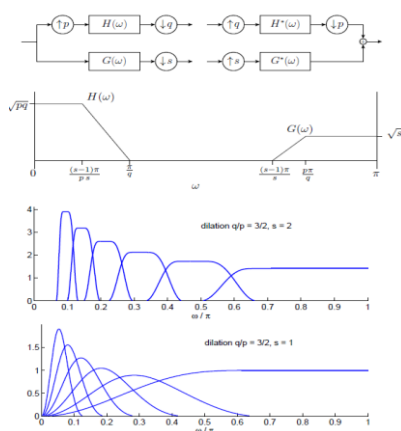 ↑p H(ω) ↓q ↑q H*(ω) ↓p
G(ω) ↓s ↑s G*(ω)
√pq H(ω)
G(ω) √s
0 (s−1)π/ps π/q (s−1)π/s pπ/q π
ω
4
3
2
1
0
dilation q/p = 3/2, s = 2
0 0.1 0.2 0.3 0.4 0.5 0.6 0.7 0.8 0.9 1
ω/π
dilation q/p = 3/2, s = 1
1.5
1
0.5
0
0 0.1 0.2 0.3 0.4 0.5 0.6 0.7 0.8 0.9 1
ω/π